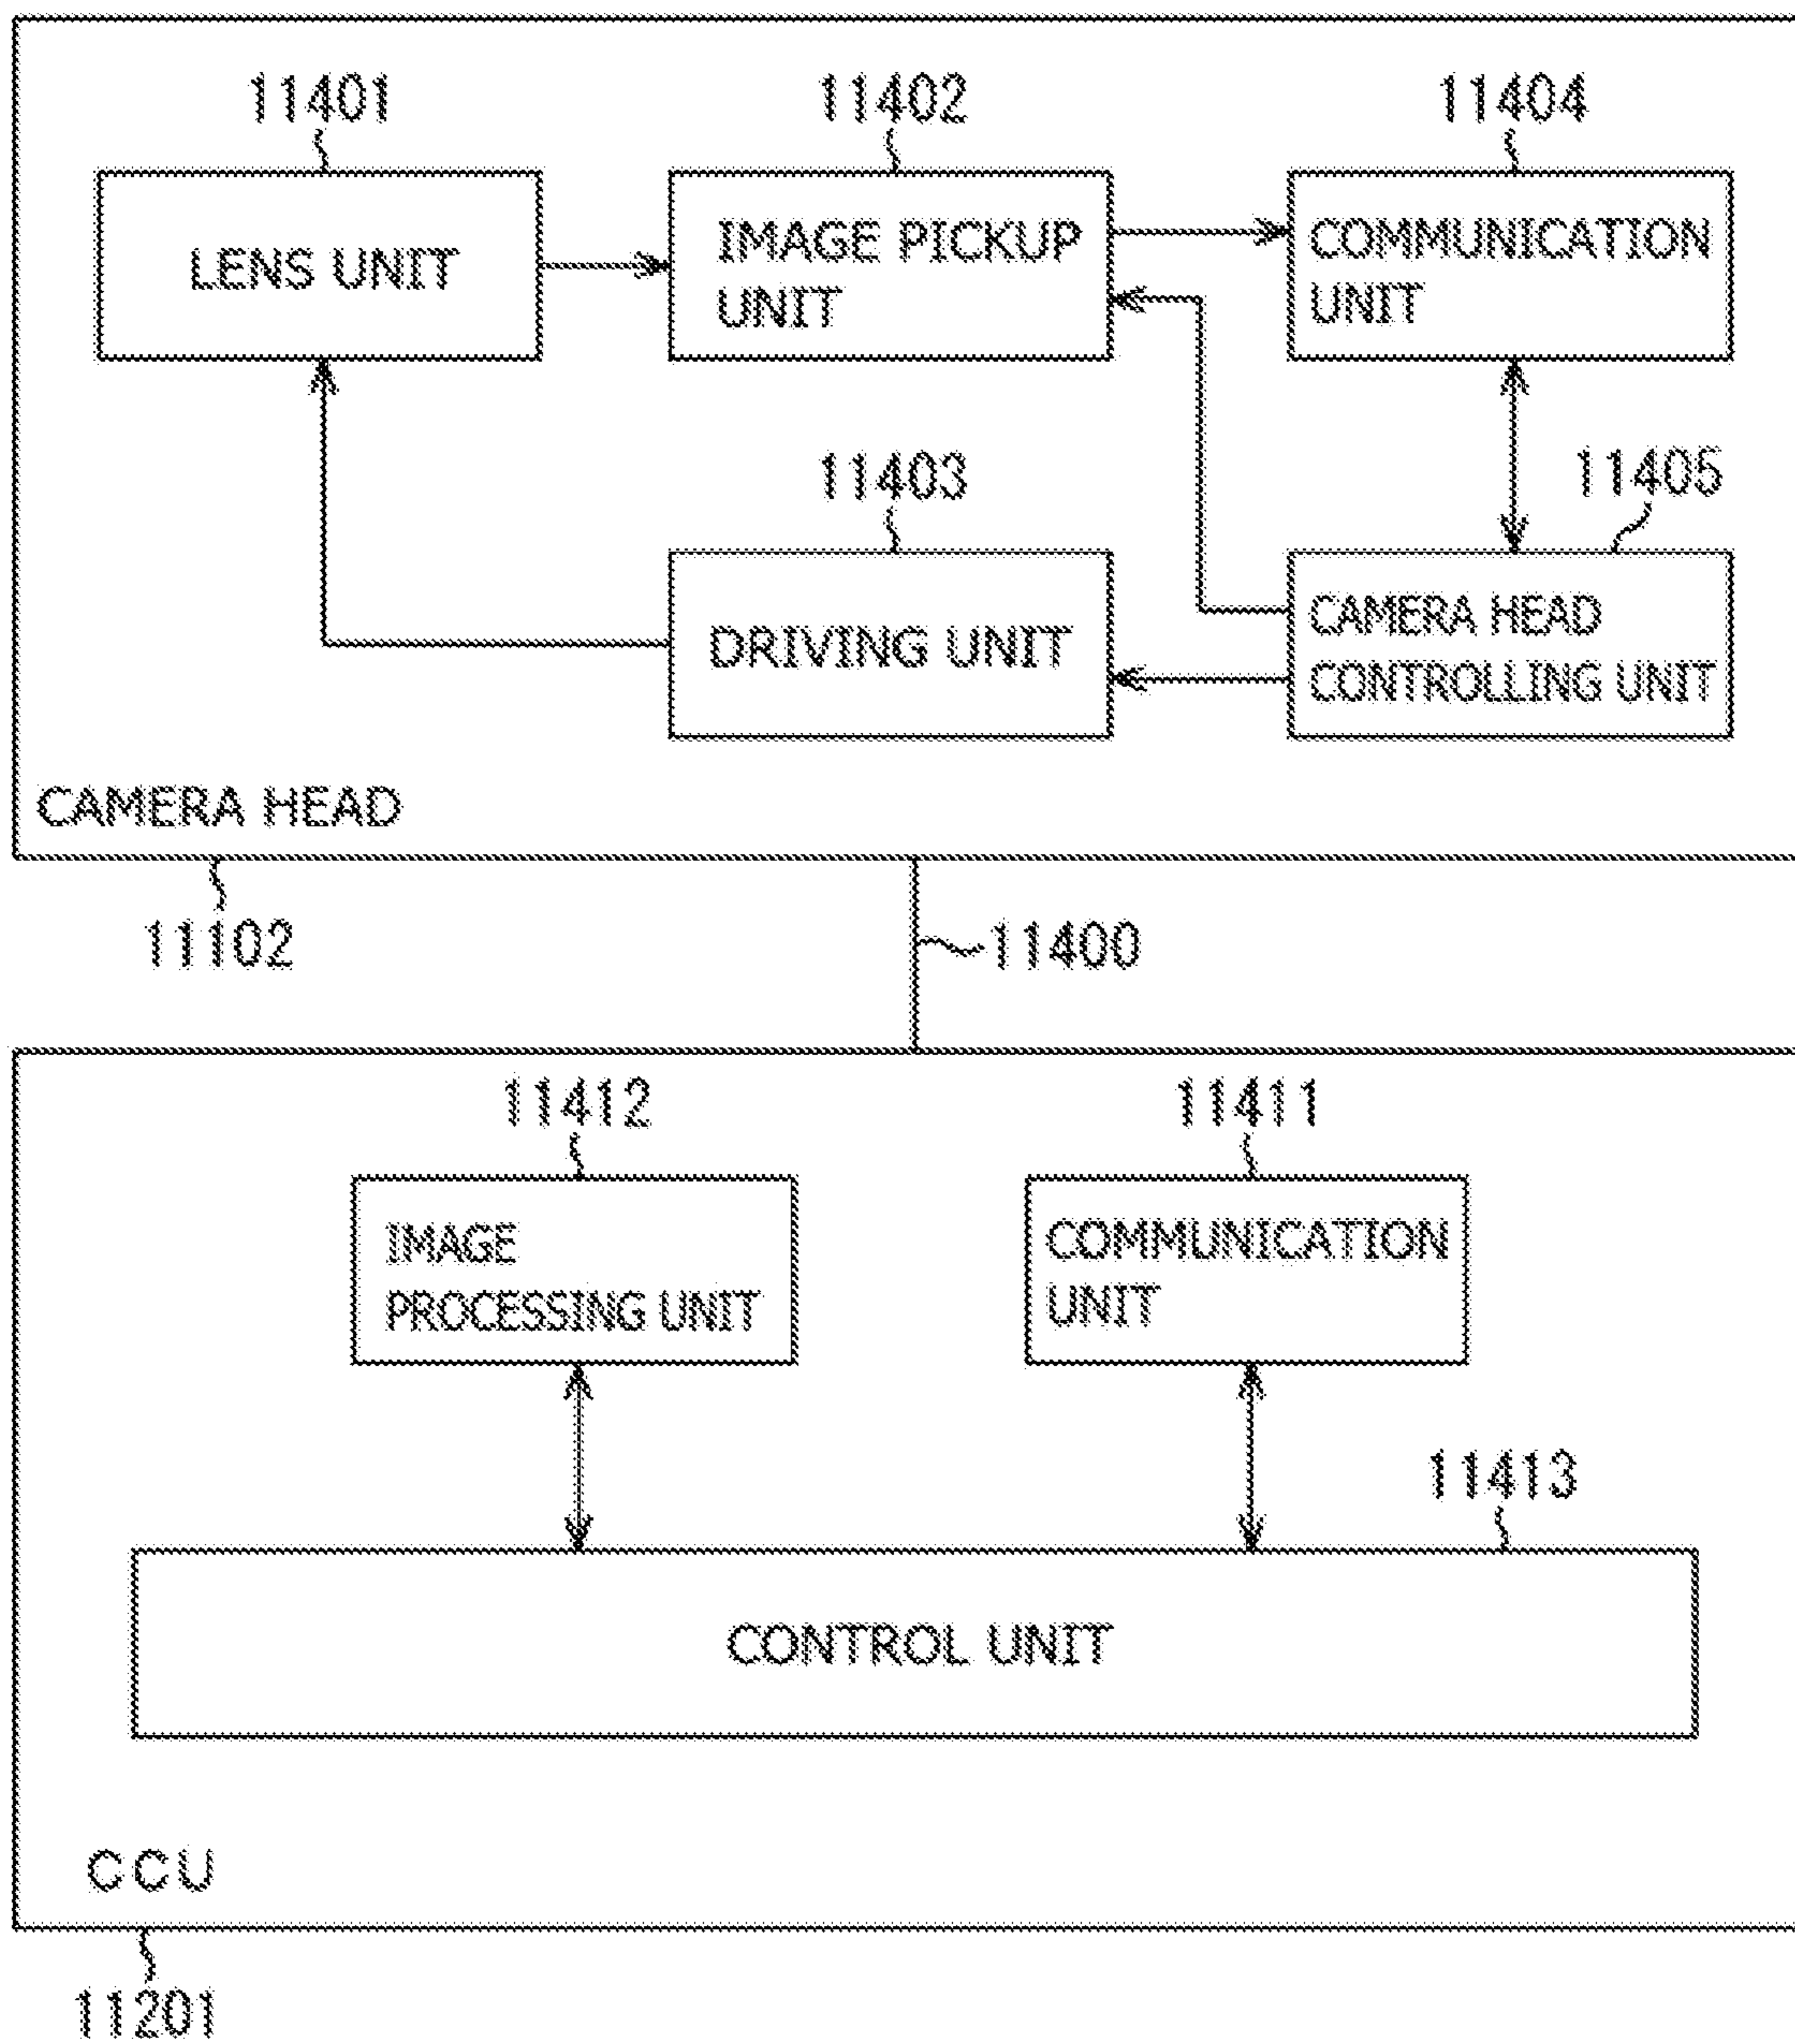 11401
11402
11404
LENS UNIT
IMAGE PICKUP
UNIT
COMMUNICATION
UNIT
11403
11405
DRIVING UNIT
CAMERA HEAD
CONTROLLING UNIT
CAMERA HEAD
11102
11400
11412
11411
IMAGE
PROCESSING UNIT
COMMUNICATION
UNIT
11413
CONTROL UNIT
CCU
11201